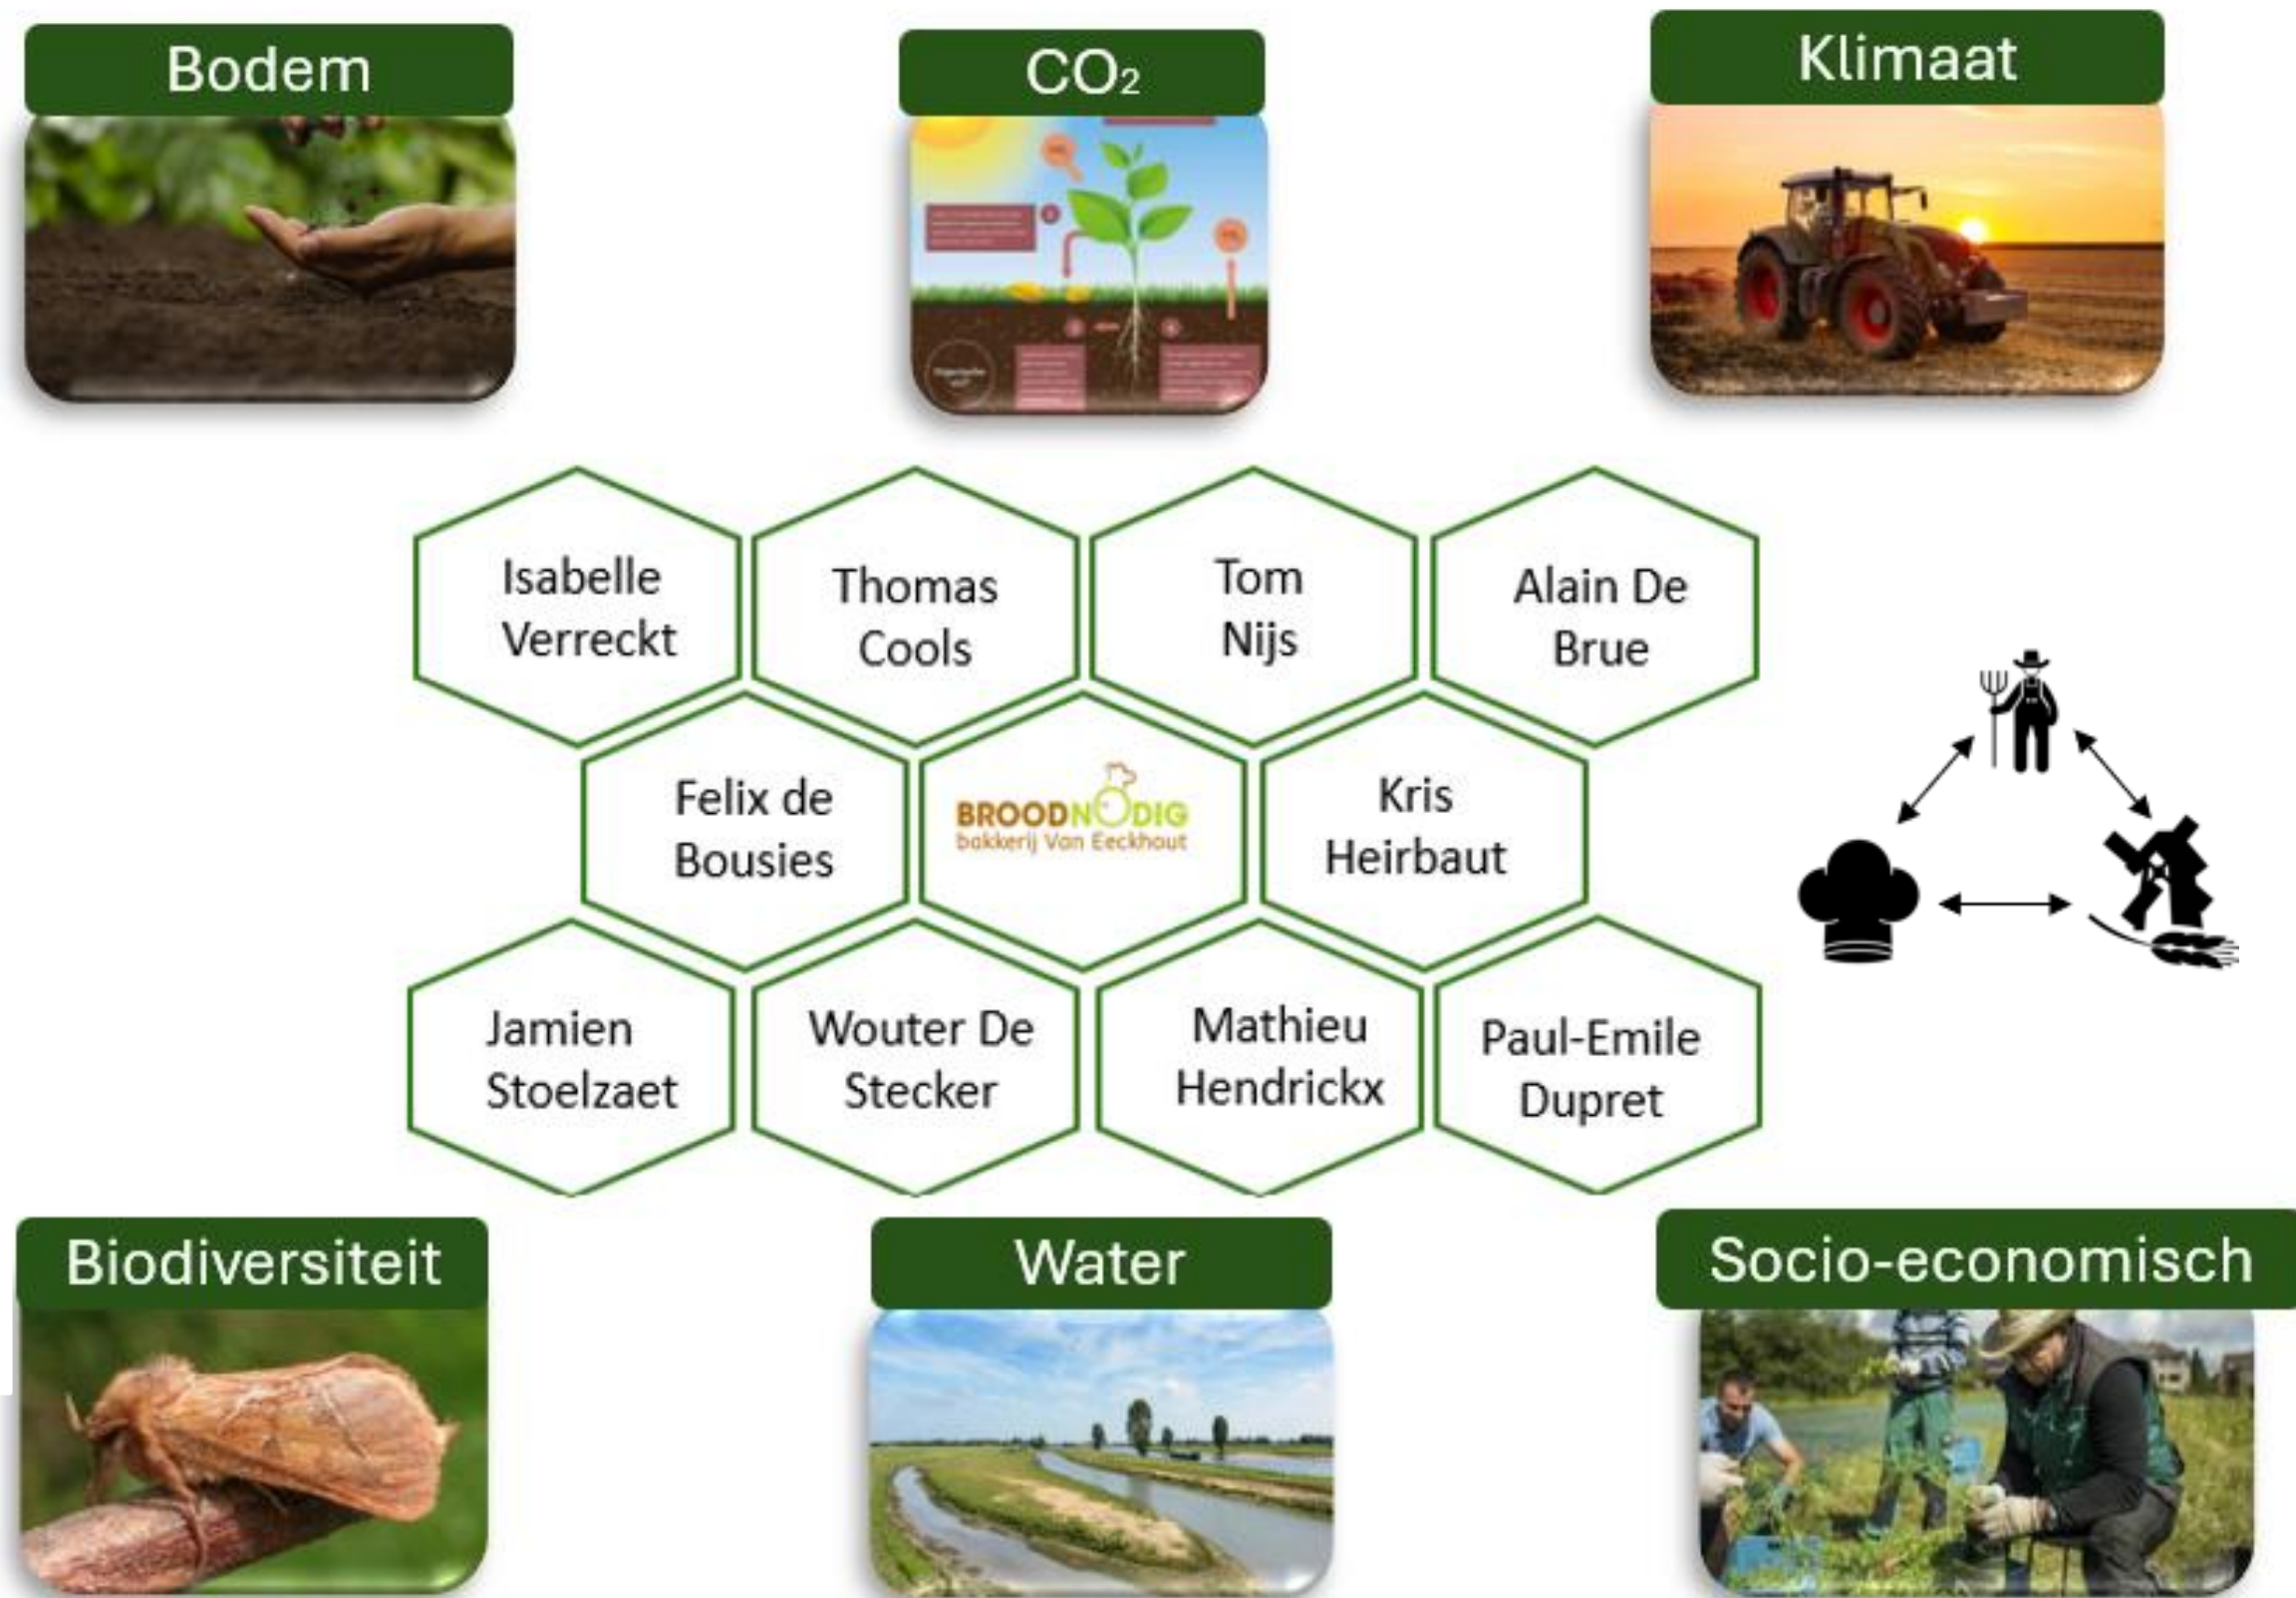 Bodem
CO₂
Klimaat
Isabelle
Verreckt
Thomas
Cools
Tom
Nijs
Alain De
Brue
Felix de
Bousies
BROODNODIG
bakkerij Van Eeckhout
Kris
Heirbaut
Jamien
Stoelzaet
Wouter De
Stecker
Mathieu
Hendrickx
Paul-Emile
Dupret
Biodiversiteit
Water
Socio-economisch